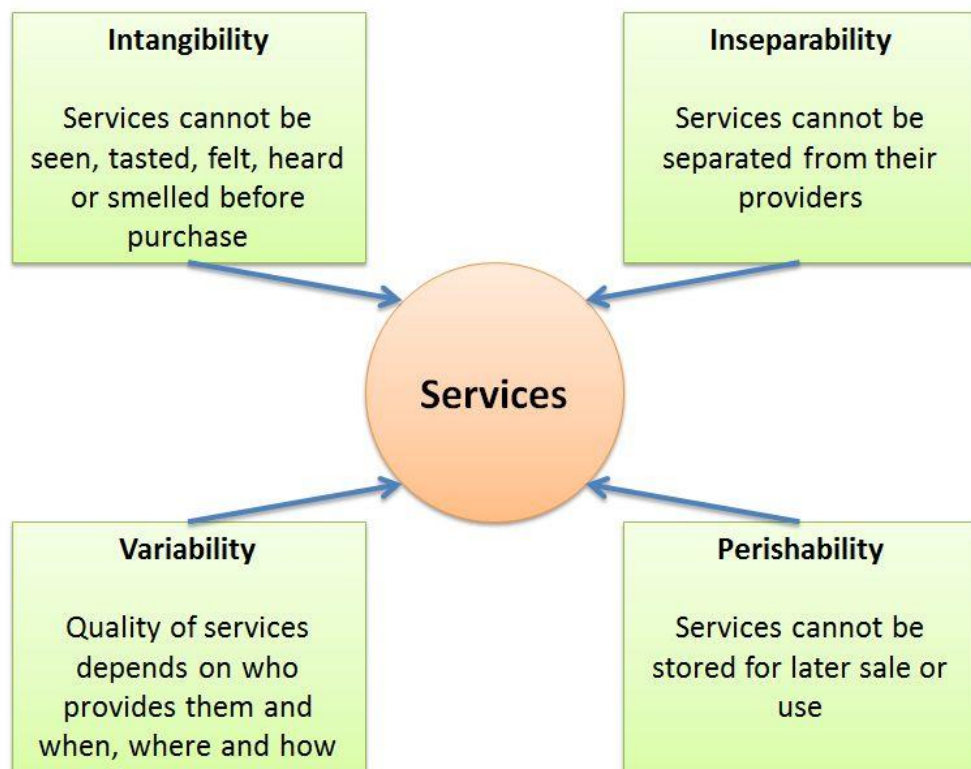 Intangibility
Services cannot be
seen, tasted, felt, heard
or smelled before
purchase
Inseparability
Services cannot be
separated from their
providers
Services
Variability
Quality of services
depends on who
provides them and
when, where and how
Perishability
Services cannot be
stored for later sale or
use